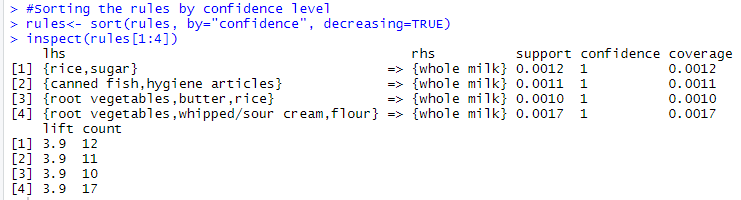 > #Sorting the rules by confidence level
> rules<- sort(rules, by="confidence", decreasing=TRUE)
> inspect(rules[1:4])
    lhs                                        rhs          support confidence coverage
[1] {rice,sugar}                            => {whole milk} 0.0012  1          0.0012
[2] {canned fish,hygiene articles}          => {whole milk} 0.0011  1          0.0011
[3] {root vegetables,butter,rice}           => {whole milk} 0.0010  1          0.0010
[4] {root vegetables,whipped/sour cream,flour} => {whole milk} 0.0017  1          0.0017
    lift count
[1] 3.9  12
[2] 3.9  11
[3] 3.9  10
[4] 3.9  17